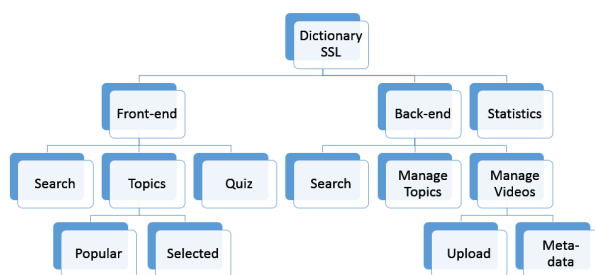 Dictionary
SSL
Front-end
Back-end
Statistics
Search
Topics
Quiz
Search
Manage
Topics
Manage
Videos
Popular
Selected
Upload
Meta-
data